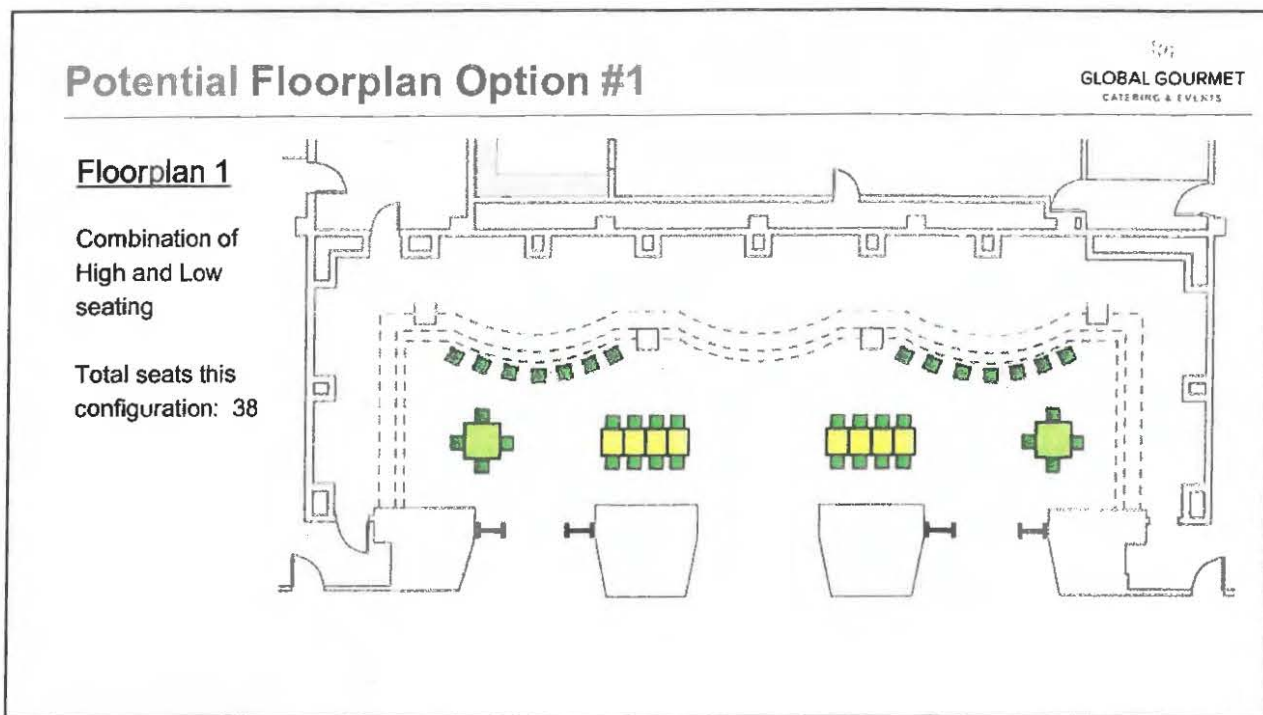 Potential Floorplan Option #1
GLOBAL GOURMET
CATERING & EVENTS
Floorplan 1
Combination of
High and Low
seating
Total seats this
configuration: 38